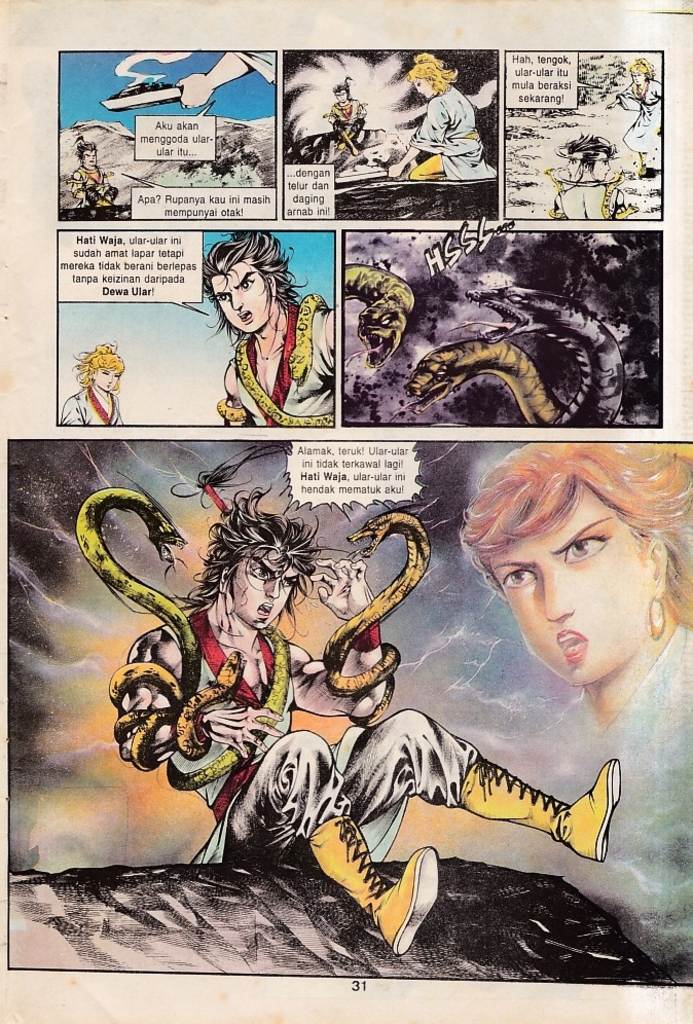 Aku akan
menggoda ular-
ular itu...
Apa? Rupanya kau ini masih
mempunyai otak!
...dengan
telur dan
daging
arnab ini!
Hah, tengok,
ular-ular itu
mula beraksi
sekarang!
Hati Waja, ular-ular ini
sudah amat lapar tetapi
mereka tidak berani berlepas
tanpa keizinan daripada
Dewa Ular!
HSSS...
Alamak, teruk! Ular-ular
ini tidak terkawal lagi!
Hati Waja, ular-ular ini
hendak mematuk aku!
31